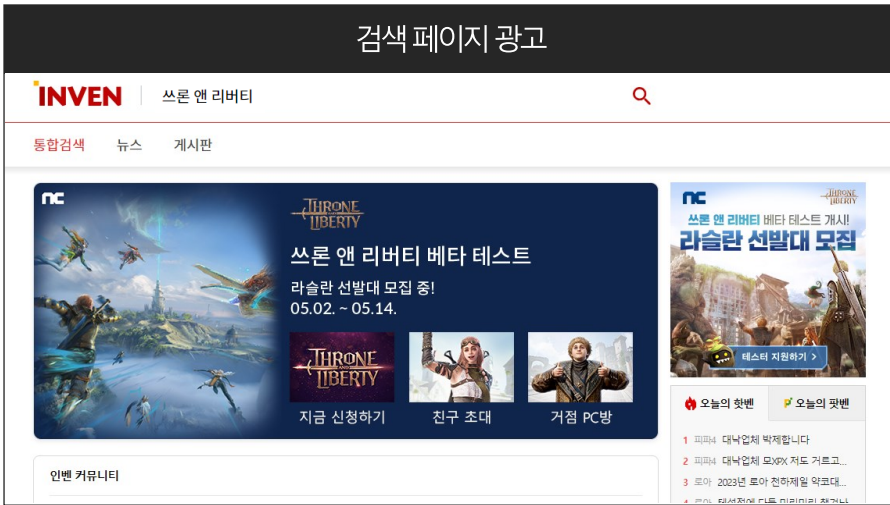 검색 페이지 광고
INVEN
쓰론 앤 리버티
통합검색 뉴스 게시판
nc
THRONE AND LIBERTY
쓰론 앤 리버티 베타 테스트
라슬란 선발대 모집 중!
05.02. ~ 05.14.
THRONE AND LIBERTY
지금 신청하기 친구 초대 거점 PC방
nc
THRONE AND LIBERTY
쓰론 앤 리버티 베타 테스트 개시!
라슬란 선발대 모집
테스터 지원하기 >
오늘의 핫벤 오늘의 팟벤
1 피파4 대낙업체 박제합니다
2 피파4 대낙업체 모XPX 저도 거르고...
3 로아 2023년 로아 천하제일 악코대...
인벤 커뮤니티